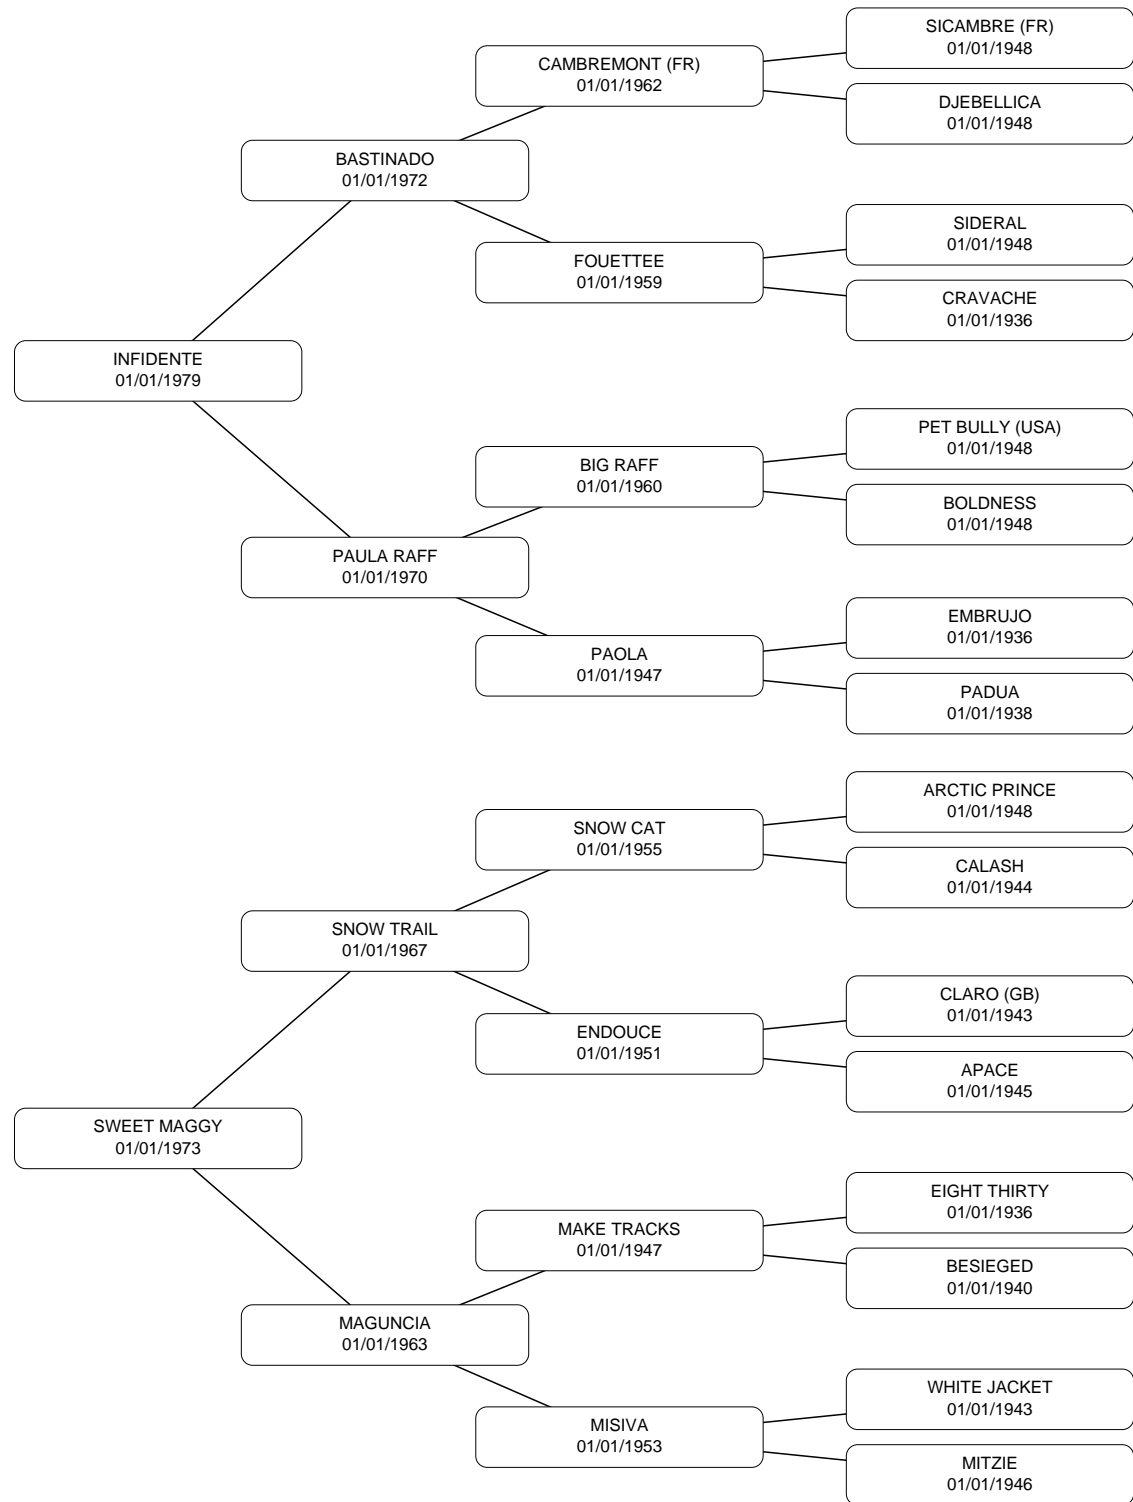 SICAMBRE (FR)
01/01/1948
CAMBREMONT (FR)
01/01/1962
DJEBELLICA
01/01/1948
BASTINADO
01/01/1972
SIDERAL
01/01/1948
FOUETTEE
01/01/1959
CRAVACHE
01/01/1936
INFIDENTE
01/01/1979
PET BULLY (USA)
01/01/1948
BIG RAFF
01/01/1960
BOLDNESS
01/01/1948
PAULA RAFF
01/01/1970
EMBRUJO
01/01/1936
PAOLA
01/01/1947
PADUA
01/01/1938
ARCTIC PRINCE
01/01/1948
SNOW CAT
01/01/1955
CALASH
01/01/1944
SNOW TRAIL
01/01/1967
CLARO (GB)
01/01/1943
ENDOUCE
01/01/1951
APACE
01/01/1945
SWEET MAGGY
01/01/1973
EIGHT THIRTY
01/01/1936
MAKE TRACKS
01/01/1947
BESIEGED
01/01/1940
MAGUNCIA
01/01/1963
WHITE JACKET
01/01/1943
MISIVA
01/01/1953
MITZIE
01/01/1946